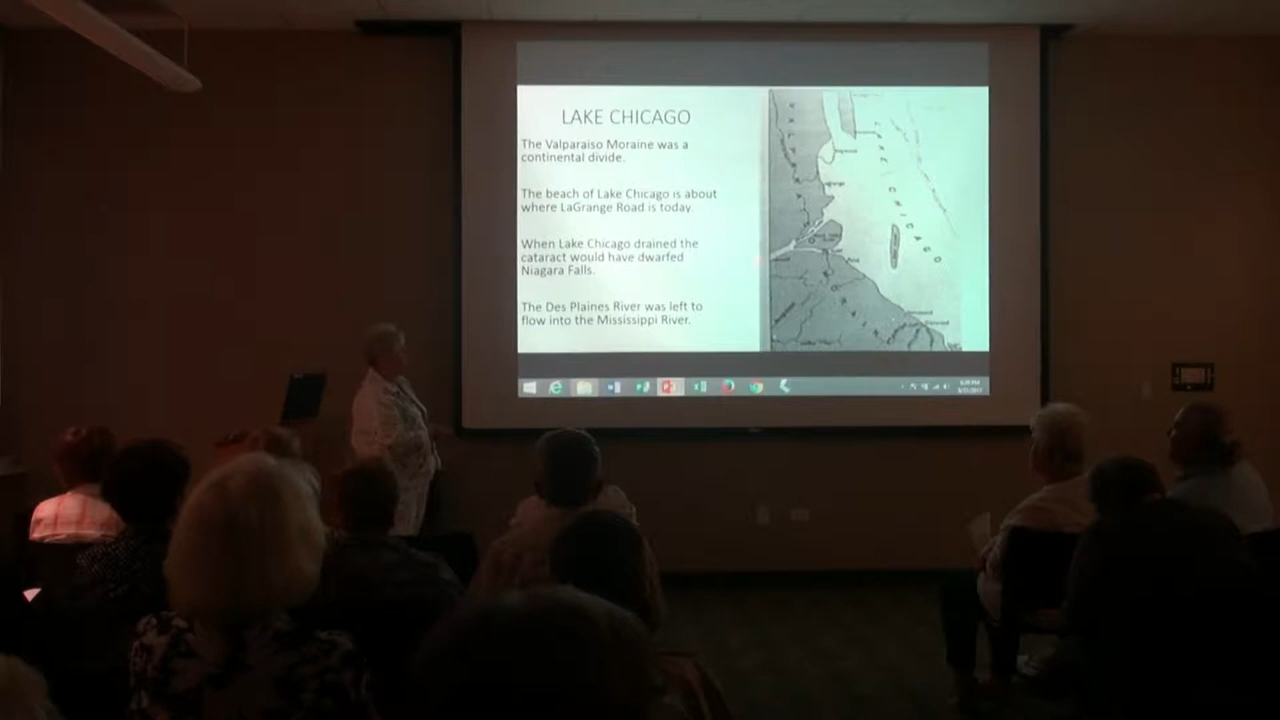 LAKE CHICAGO
The Valparaiso Moraine was a
continental divide.
The beach of Lake Chicago is about
where LaGrange Road is today.
When Lake Chicago drained the
cataract would have dwarfed
Niagara Falls.
The Des Plaines River was left to
flow into the Mississippi River.
LAKE CHICAGO